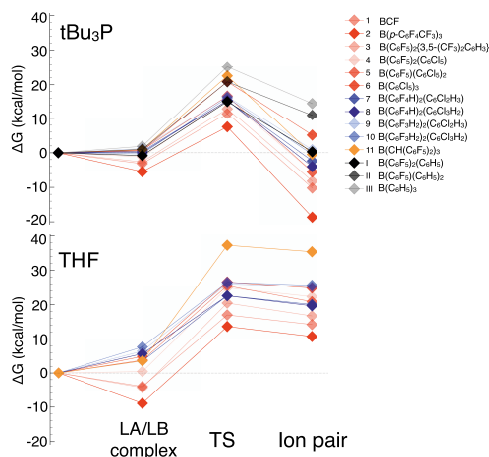 tBu₃P
ΔG (kcal/mol)
40
30
20
10
0
-10
-20
1 BCF
2 B(p-C₆F₄CF₃)₃
3 B(C₆F₅)₂{3,5-(CF₃)₂C₆H₃}
4 B(C₆F₅)₂(C₆Cl₅)
5 B(C₆F₅)(C₆Cl₅)₂
6 B(C₆Cl₅)₃
7 B(C₆F₄H)₂(C₆Cl₂H₃)
8 B(C₆F₄H)₂(C₆Cl₃H₂)
9 B(C₆F₃H₂)₂(C₆Cl₂H₃)
10 B(C₆F₃H₂)₂(C₆Cl₃H₂)
11 B(CH(C₆F₅)₂)₃
I B(C₆F₅)₂(C₆H₅)
II B(C₆F₅)(C₆H₅)₂
III B(C₆H₅)₃
THF
ΔG (kcal/mol)
40
30
20
10
0
-10
-20
LA/LB
complex
TS
Ion pair